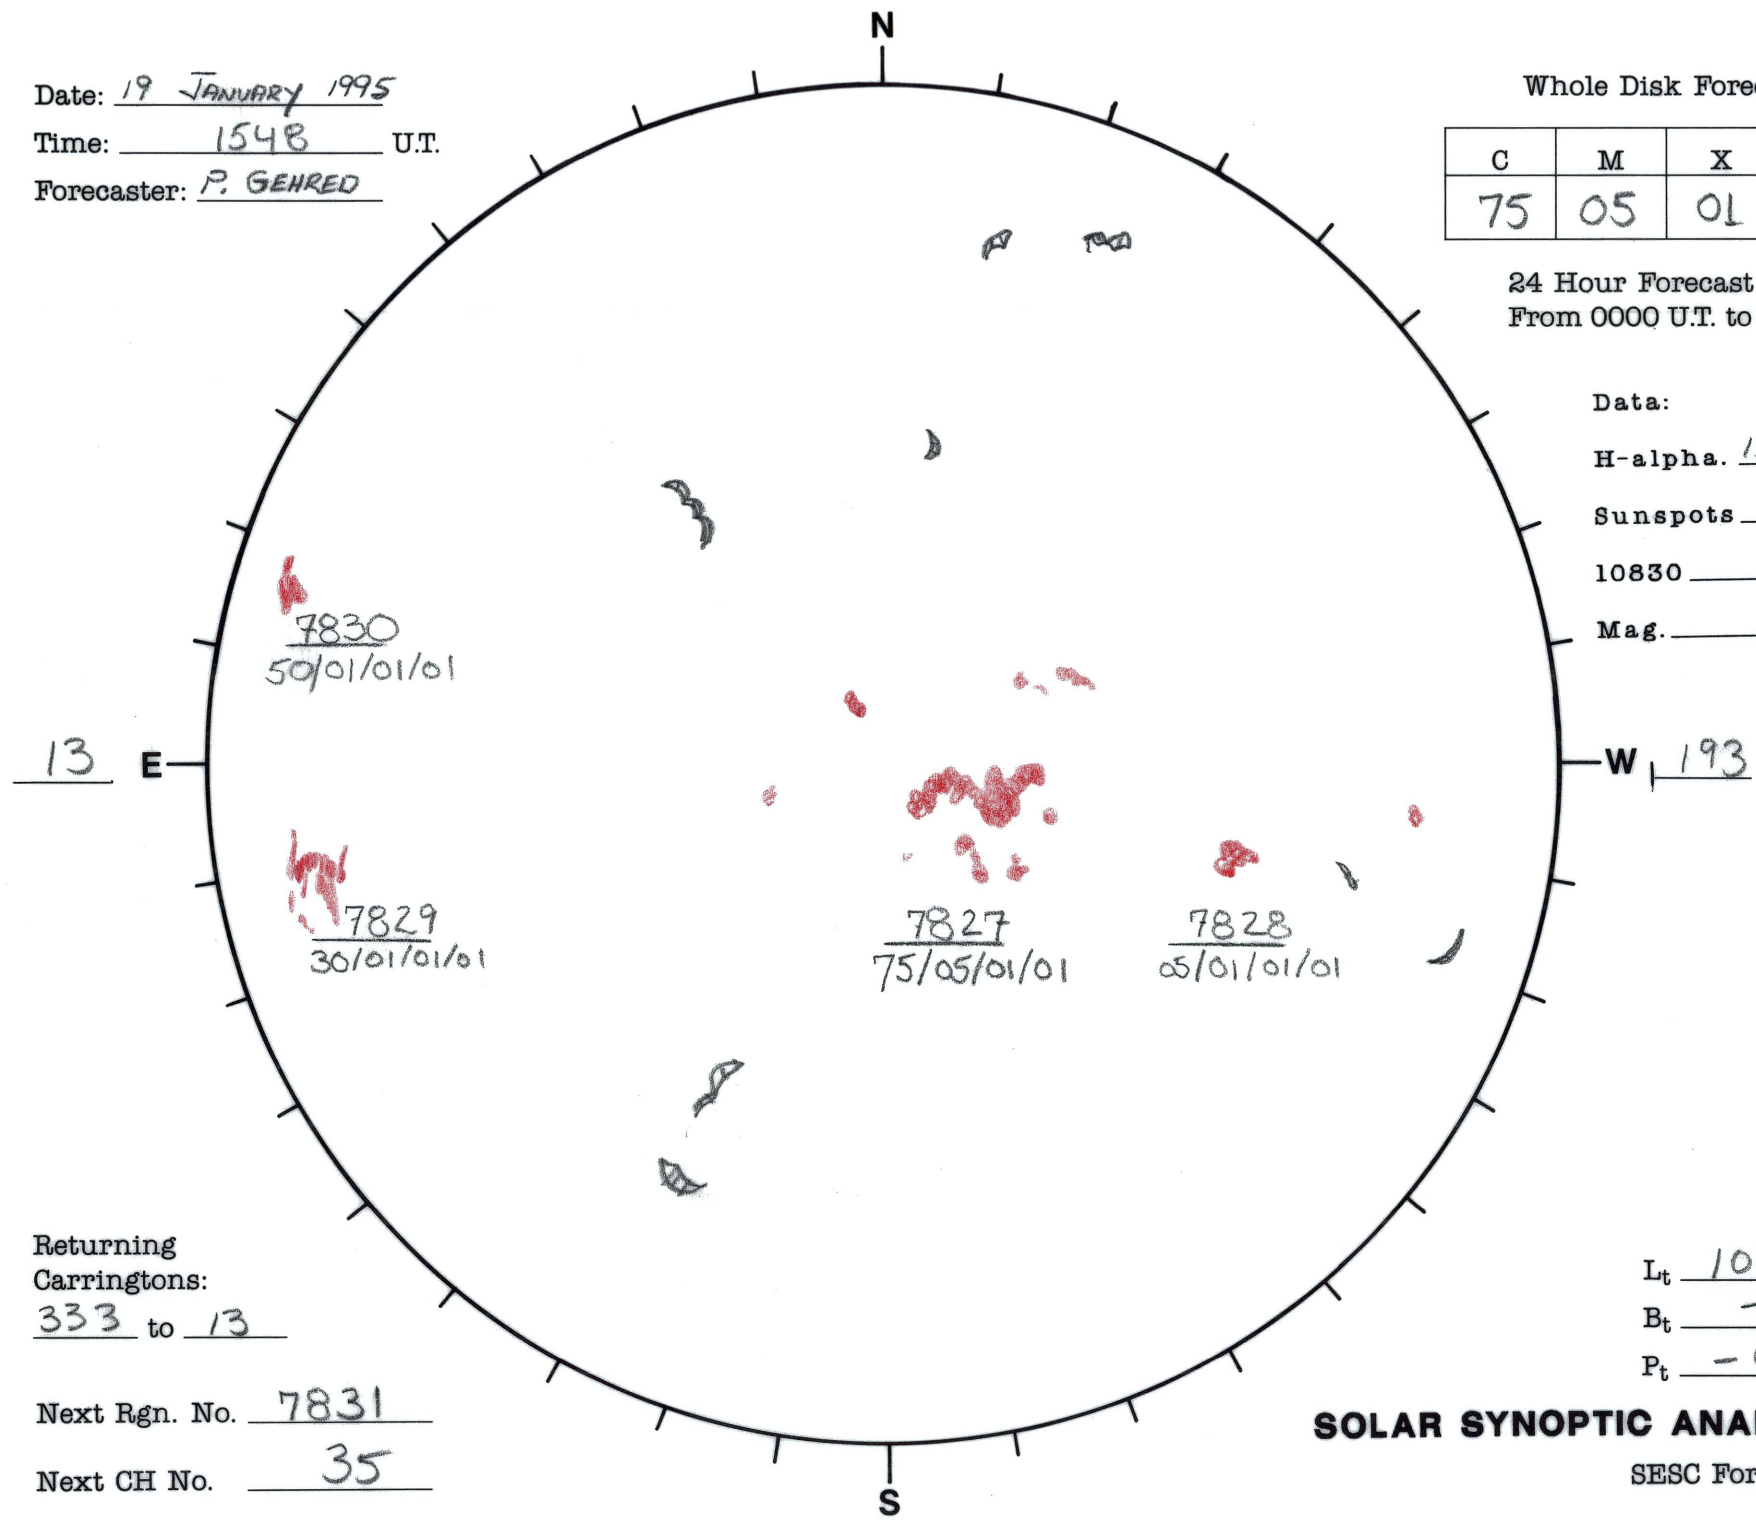 N
Date: 19 JANUARY 1995
Time: 1548 U.T.
Forecaster: P. GEHRED
Whole Disk Fore
C M X
75 05 01
24 Hour Forecast
From 0000 U.T. to
Data:
H-alpha.
Sunspots
10830
Mag.
7830
50/01/01/01
13 E
W 193
7829
30/01/01/01
7827
75/05/01/01
7828
05/01/01/01
Returning
Carringtons:
333 to 13
Next Rgn. No. 7831
Next CH No. 35
Lt 10
Bt -
Pt -
SOLAR SYNOPTIC ANA
SESC For
S